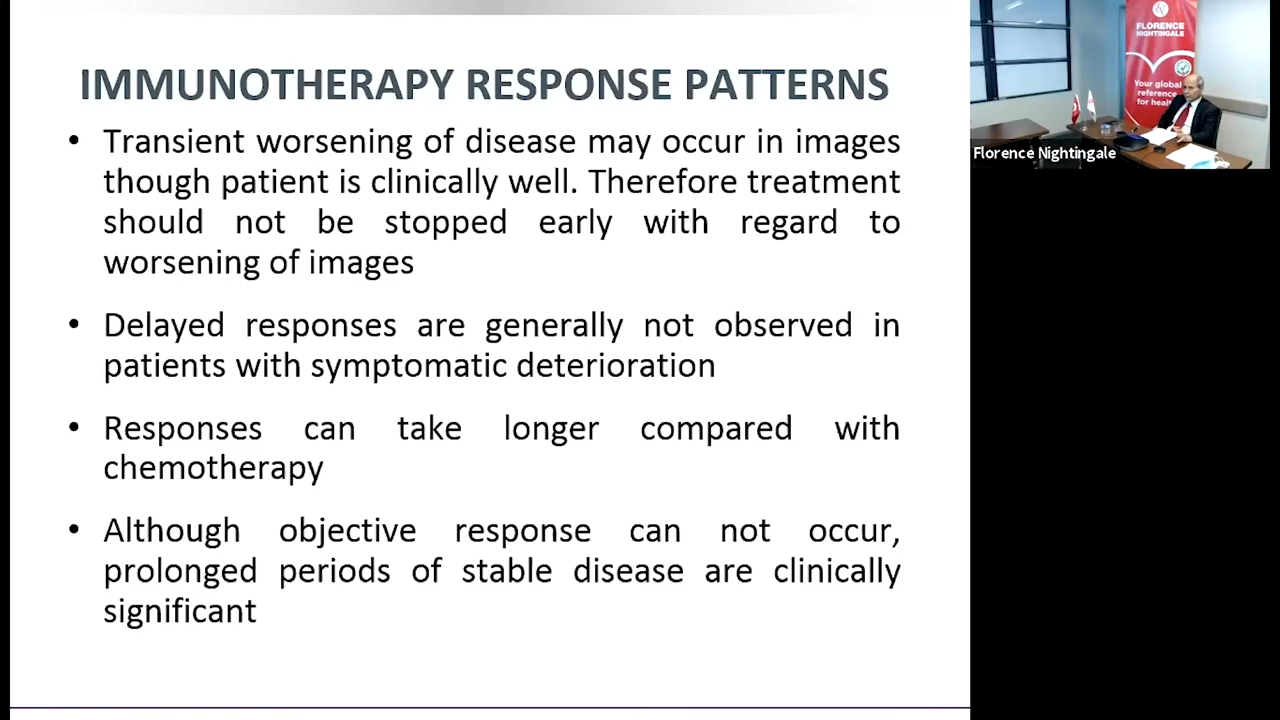 IMMUNOTHERAPY RESPONSE PATTERNS
• Transient worsening of disease may occur in images
though patient is clinically well. Therefore treatment
should not be stopped early with regard to
worsening of images
• Delayed responses are generally not observed in
patients with symptomatic deterioration
• Responses can take longer compared with
chemotherapy
• Although objective response can not occur,
prolonged periods of stable disease are clinically
significant
FLORENCE
NIGHTINGALE
Your global
reference
for
Florence Nightingale